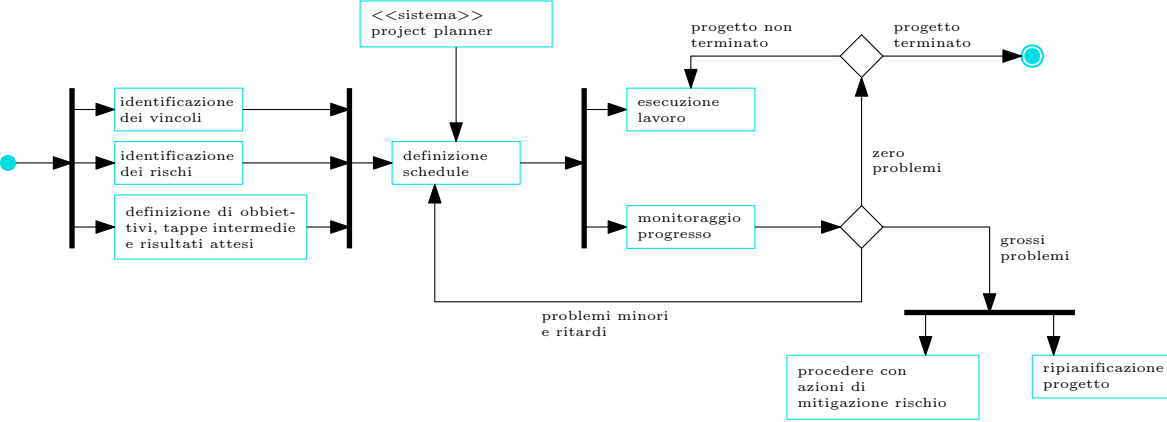 <<sistema>>
project planner
progetto non
terminato
progetto
terminato
identificazione
dei vincoli
esecuzione
lavoro
identificazione
dei rischi
definizione
schedule
zero
problemi
definizione di obbiet-
tivi, tappe intermedie
e risultati attesi
monitoraggio
progresso
grossi
problemi
problemi minori
e ritardi
procedere con
azioni di
mitigazione rischio
ripianificazione
progetto